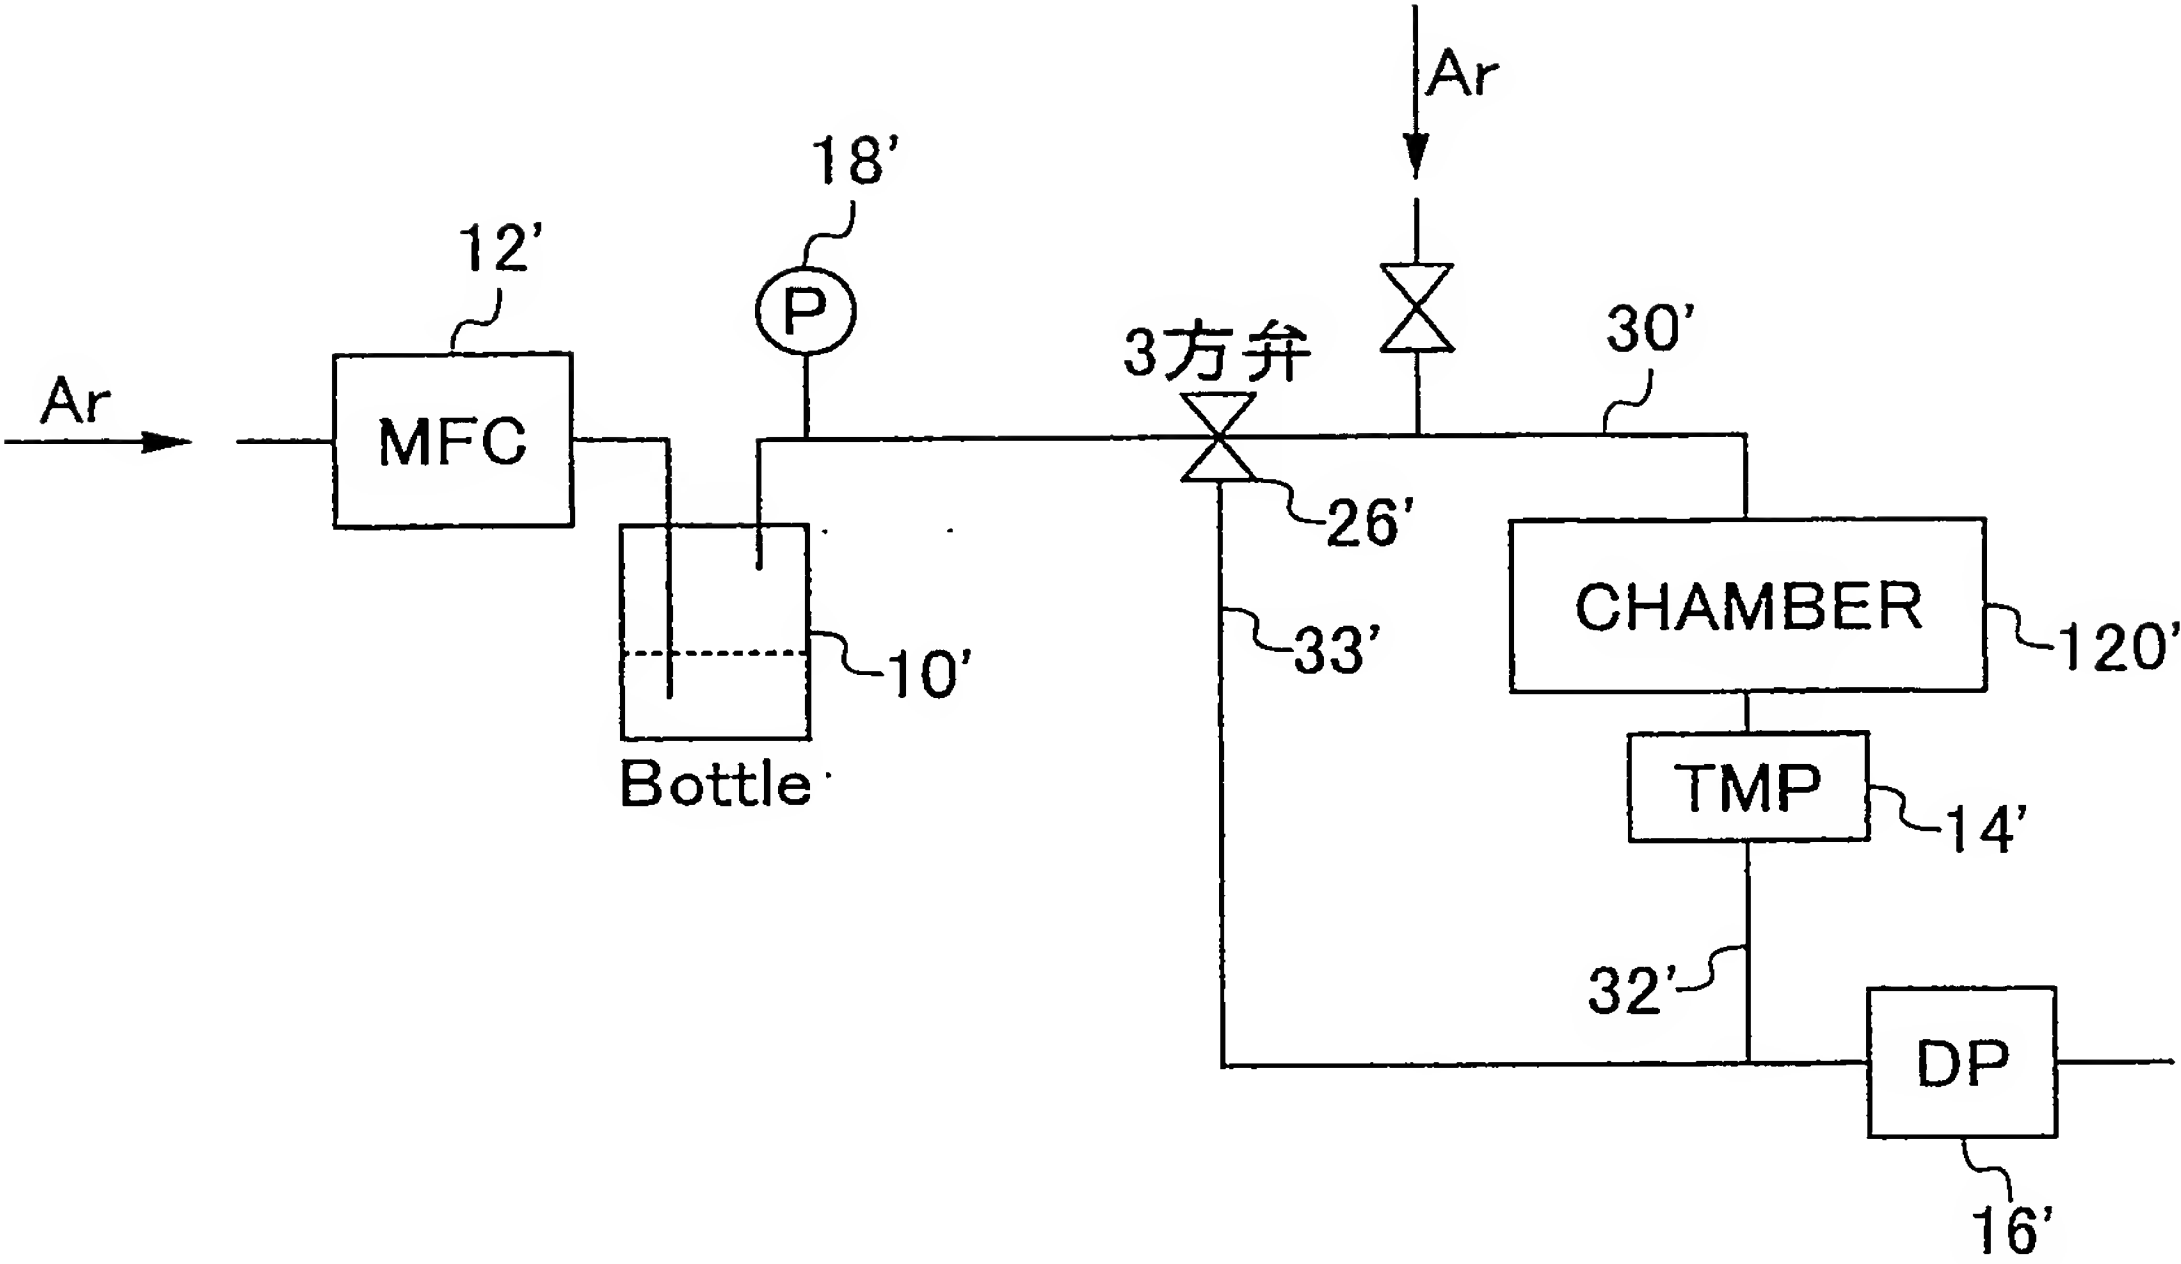 Ar
18'
12'
P
3方弁
30'
Ar
MFC
26'
CHAMBER
33'
120'
10'
Bottle
TMP
14'
32'
DP
16'